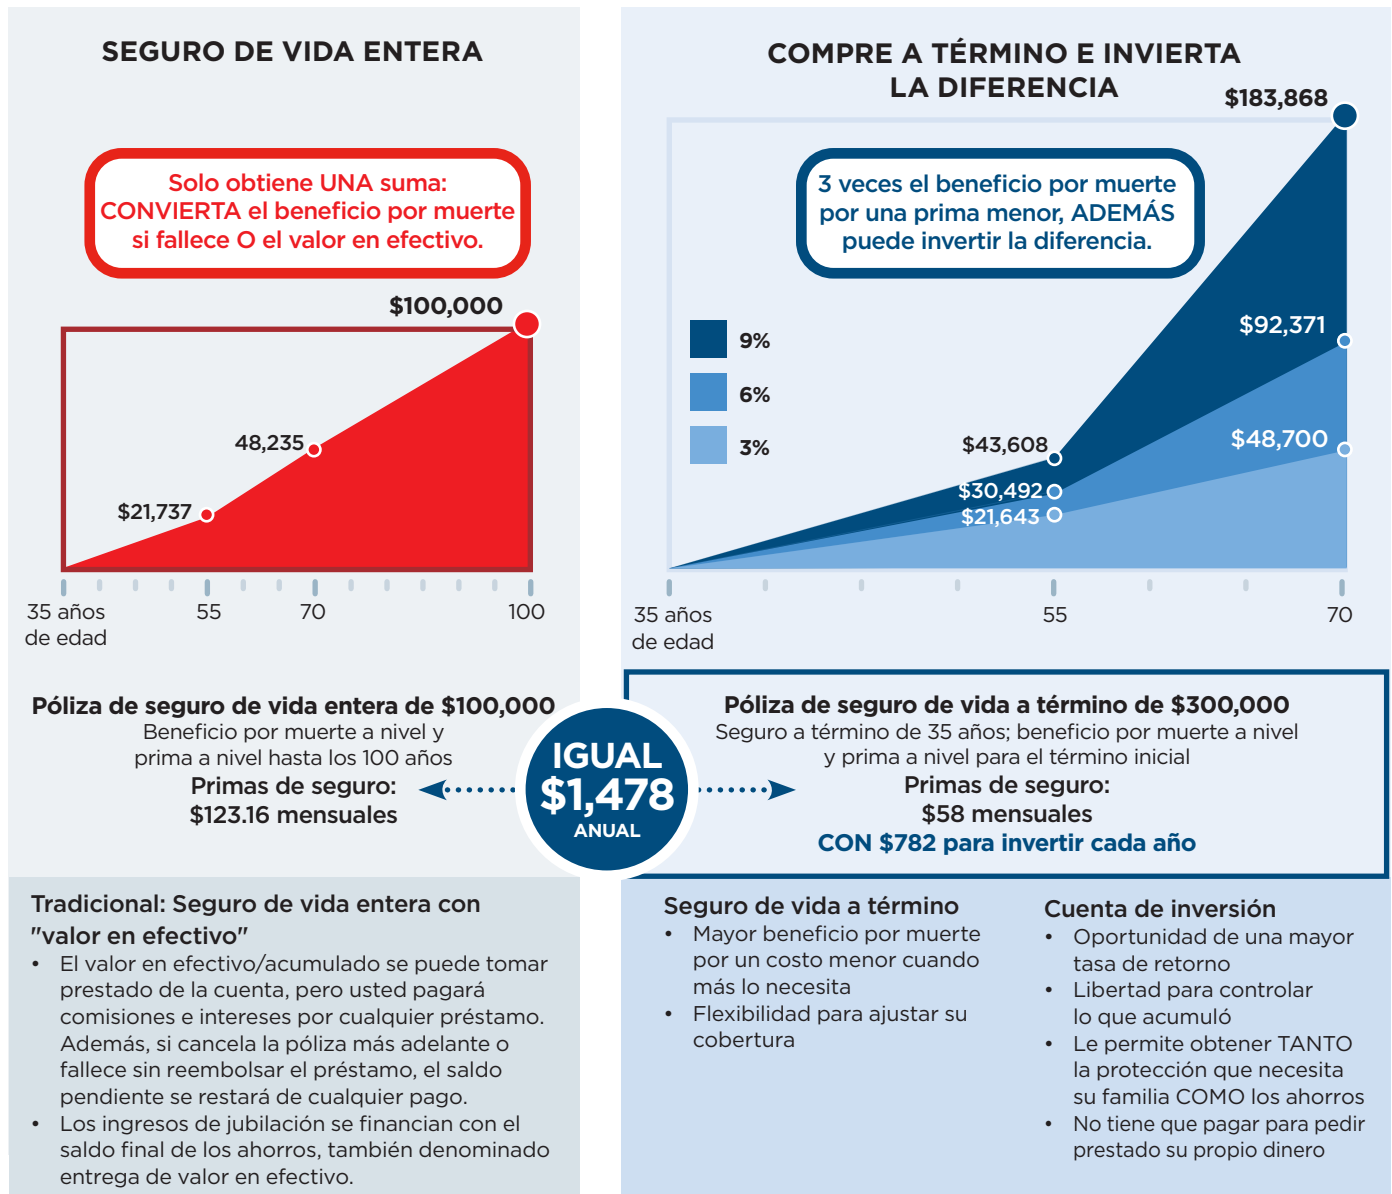 SEGURO DE VIDA ENTERA
Solo obtiene UNA suma:
CONVIERTA el beneficio por muerte
si fallece O el valor en efectivo.
$100,000
48,235
$21,737
35 años
de edad
55
70
100
Póliza de seguro de vida entera de $100,000
Beneficio por muerte a nivel y
prima a nivel hasta los 100 años
Primas de seguro:
$123.16 mensuales
IGUAL
$1,478
ANUAL
COMPRE A TÉRMINO E INVIERTA
LA DIFERENCIA
$183,868
3 veces el beneficio por muerte
por una prima menor, ADEMÁS
puede invertir la diferencia.
9%
6%
3%
$92,371
$43,608
$48,700
$30,492
$21,643
35 años
de edad
55
70
Póliza de seguro de vida a término de $300,000
Seguro a término de 35 años; beneficio por muerte a nivel
y prima a nivel para el término inicial
Primas de seguro:
$58 mensuales
CON $782 para invertir cada año
Tradicional: Seguro de vida entera con
"valor en efectivo"
• El valor en efectivo/acumulado se puede tomar
prestado de la cuenta, pero usted pagará
comisiones e intereses por cualquier préstamo.
Además, si cancela la póliza más adelante o
fallece sin reembolsar el préstamo, el saldo
pendiente se restará de cualquier pago.
• Los ingresos de jubilación se financian con el
saldo final de los ahorros, también denominado
entrega de valor en efectivo.
Seguro de vida a término
• Mayor beneficio por muerte
por un costo menor cuando
más lo necesita
• Flexibilidad para ajustar su
cobertura
Cuenta de inversión
• Oportunidad de una mayor
tasa de retorno
• Libertad para controlar
lo que acumuló
• Le permite obtener TANTO
la protección que necesita
su familia COMO los ahorros
• No tiene que pagar para pedir
prestado su propio dinero